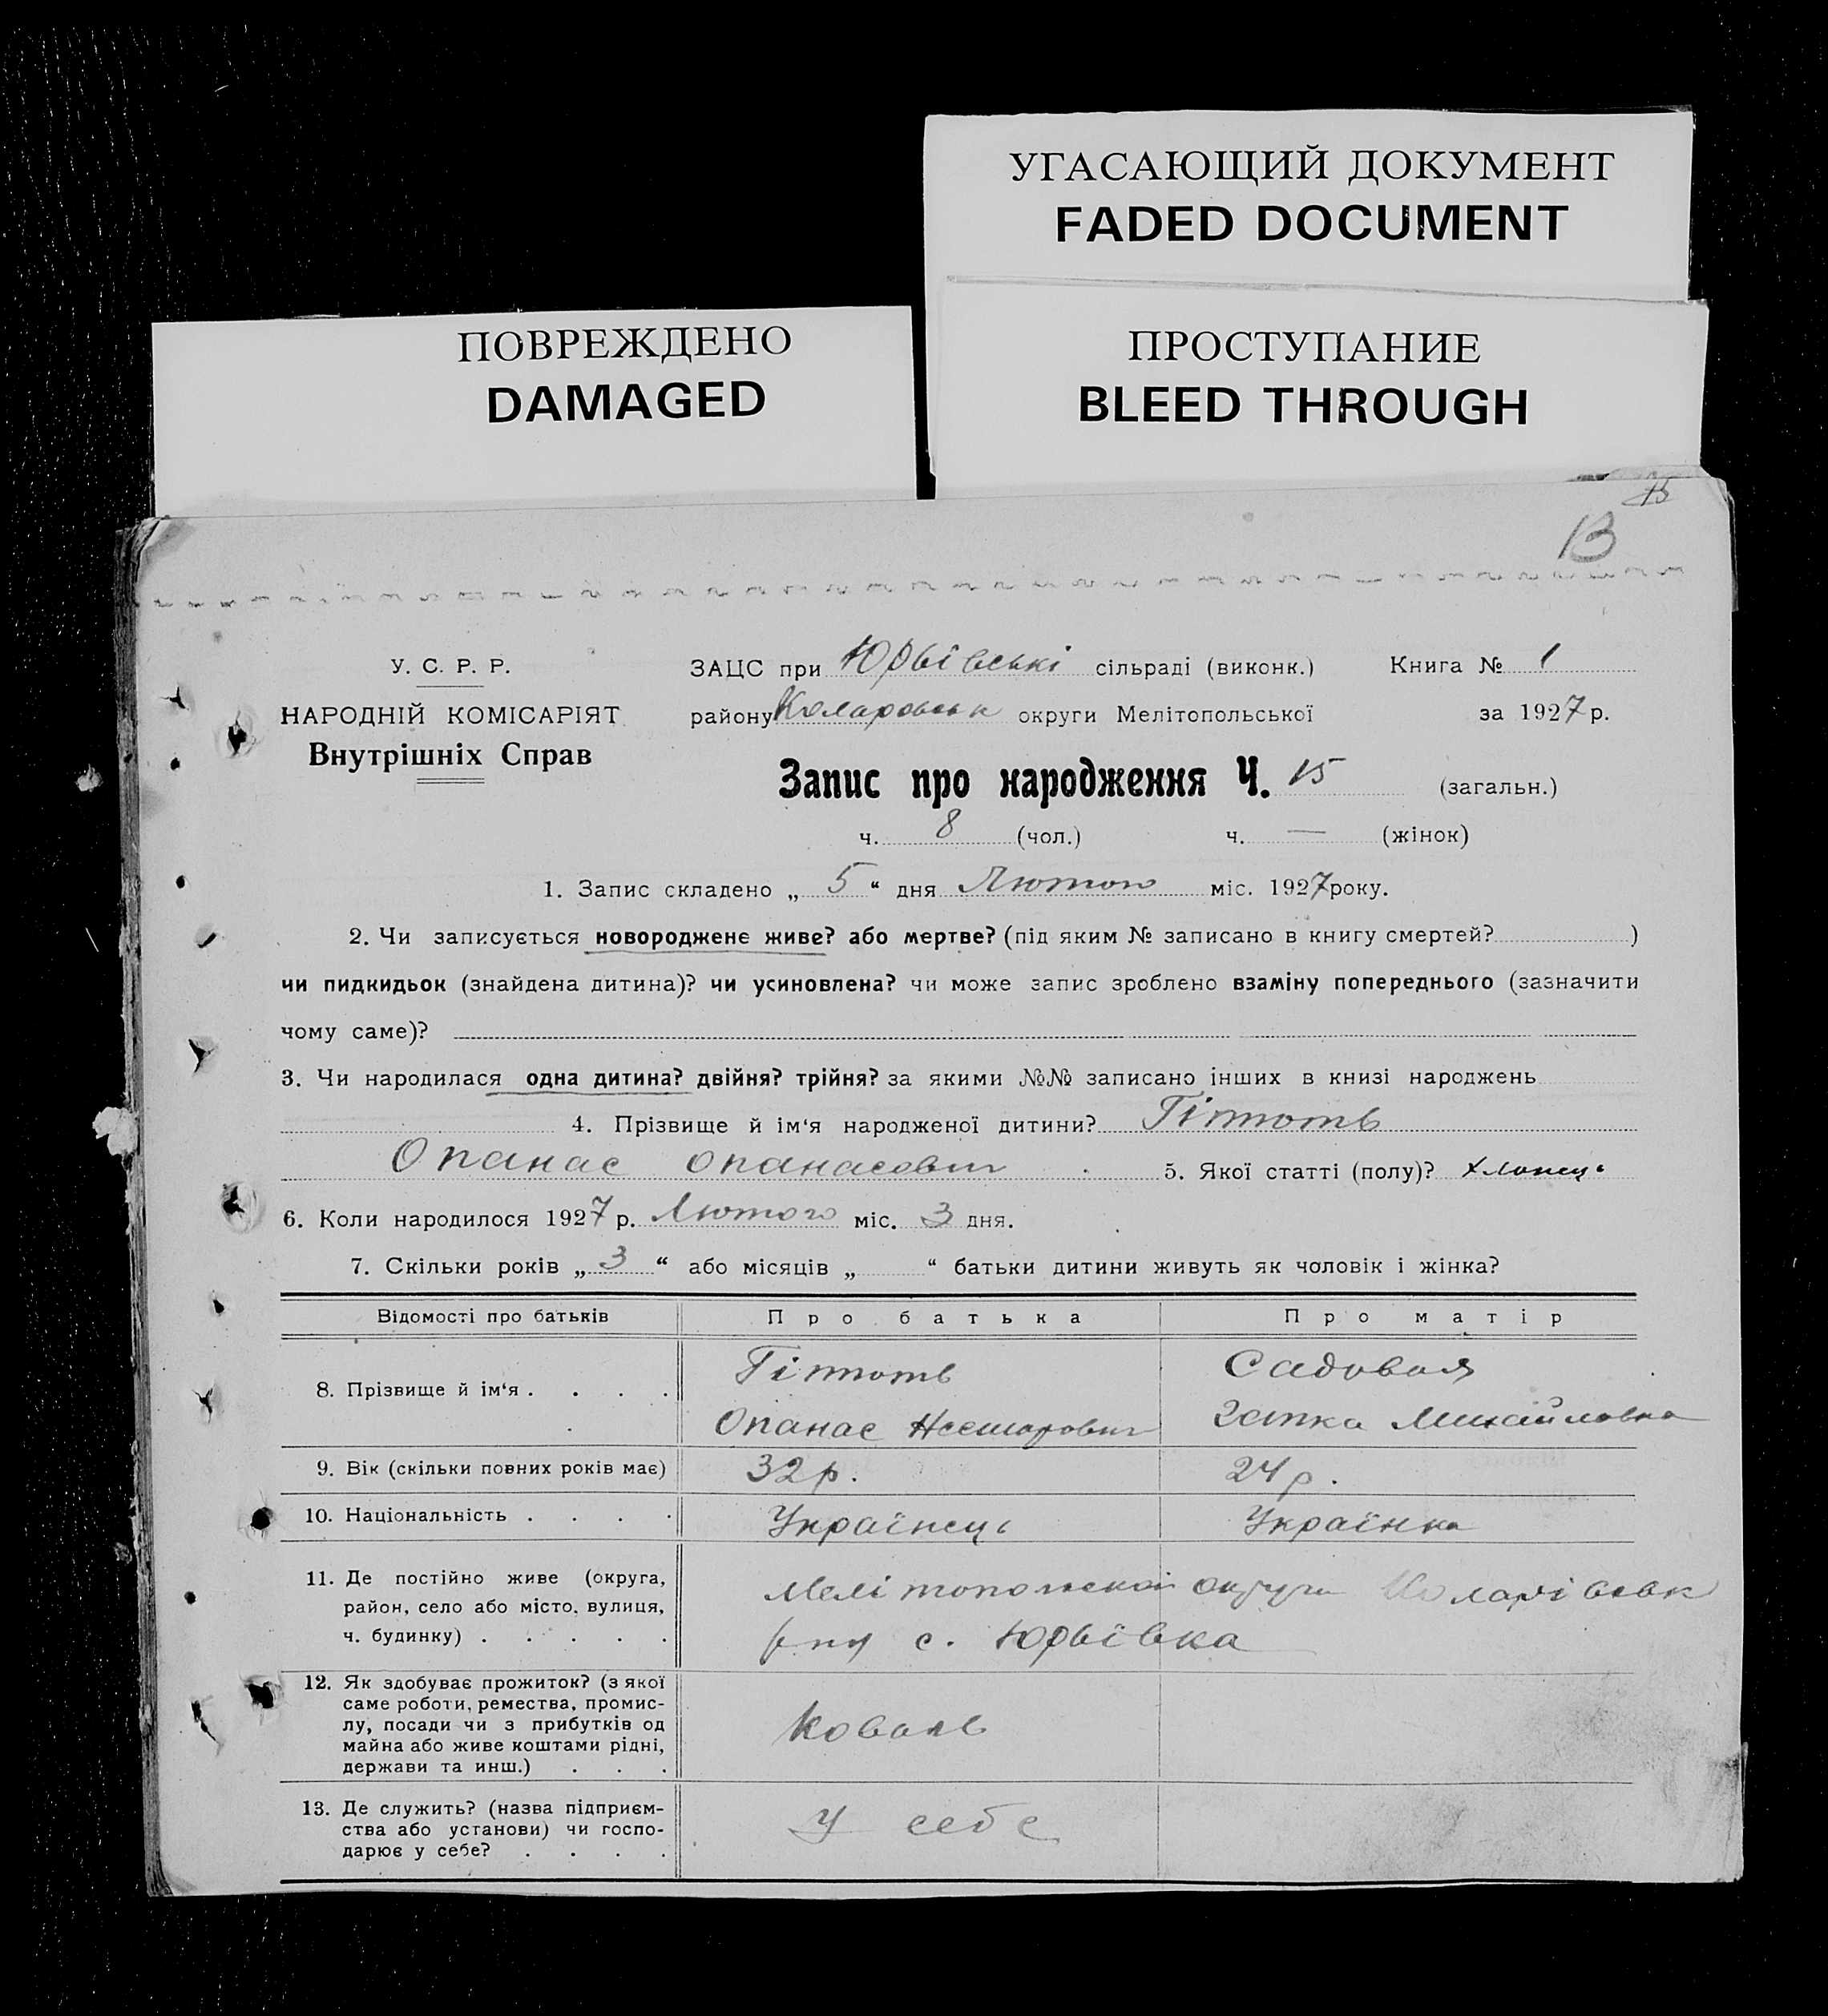 УГАСАЮЩИЙ ДОКУМЕНТ
FADED DOCUMENT
ПОВРЕЖДЕНО
DAMAGED
ПРОСТУПАНИЕ
BLEED THROUGH
15
13
У. С. Р. Р.
НАРОДНІЙ КОМІСАРІЯТ
Внутрішніх Справ
ЗАЦС при Юрьївські сільраді (виконк.) Книга № 1
району Коларовськ округи Мелітопольської за 1927 р.
Запис про народження Ч. 15 (загальн.)
ч. 8 (чол.) ч. — (жінок)
1. Запис складено „ 5 “ дня Лютого міс. 1927 року.
2. Чи записується новороджене живе? або мертве? (під яким № записано в книгу смертей? )
чи пидкидьок (знайдена дитина)? чи усиновлена? чи може запис зроблено взаміну попереднього (зазначити
чому саме)?
3. Чи народилася одна дитина? двійня? трійня? за якими №№ записано інших в книзі народжень
4. Прізвище й ім‘я народженої дитини?
Опанас Опанасович 5. Якої статті (полу)? хлопець
6. Коли народилося 1927 р. Лютого міс. 3 дня.
7. Скільки років „ 3 “ або місяців „ “ батьки дитини живуть як чоловік і жінка?
Відомості про батьків Про батька Про матір
8. Прізвище й ім‘я . . . . Садовая
Опанас Михайловна
9. Вік (скільки повних років має) 32 р. 24 р.
10. Національність . . . . Українець Українка
11. Де постійно живе (округа,
район, село або місто, вулиця,
ч. будинку) . . . . .
Мелітопольской округи Коларівськ
с. Юрьївка
12. Як здобуває прожиток? (з якої
саме роботи, ремества, промис-
лу, посади чи з прибутків од
майна або живе коштами рідні,
держави та инш.) . . .
Коваль
13. Де служить? (назва підприєм-
ства або установи) чи госпо-
дарює у себе? . . . .
У себе